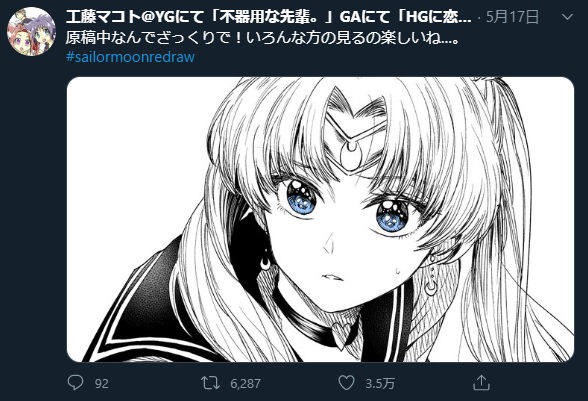 工藤マコト@YGにて「不器用な先輩。」GAにて「HGに恋... · 5月17日
原稿中なんでざっくりで！いろんな方の見るの楽しいね...。
#sailormoonredraw
92 6,287 3.5万